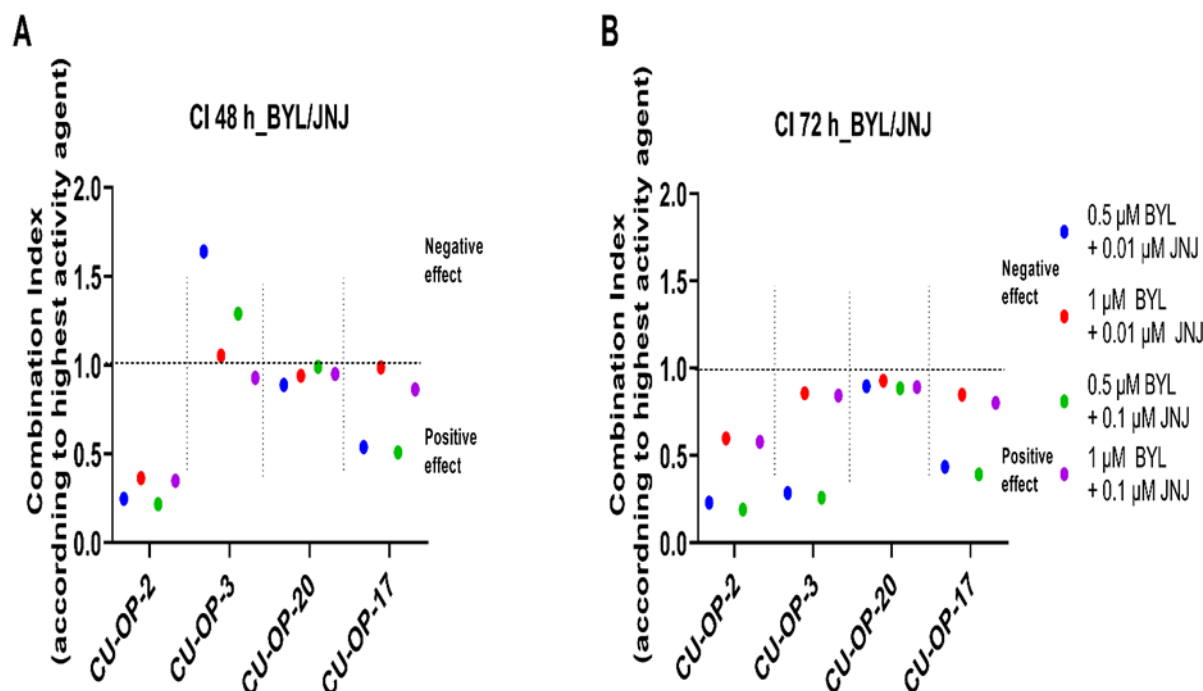 A
CI 48 h_BYL/JNJ
Combination Index
(accordning to highest activity agent)
2.0
1.5
1.0
0.5
0.0
Negative
effect
Positive
effect
CU-OP-2
CU-OP-3
CU-OP-20
CU-OP-17
B
CI 72 h_BYL/JNJ
Combination Index
(accordning to highest activity agent)
2.0
1.5
1.0
0.5
0.0
Negative
effect
Positive
effect
CU-OP-2
CU-OP-3
CU-OP-20
CU-OP-17
0.5 µM BYL
+ 0.01 µM JNJ
1 µM BYL
+ 0.01 µM JNJ
0.5 µM BYL
+ 0.1 µM JNJ
1 µM BYL
+ 0.1 µM JNJ